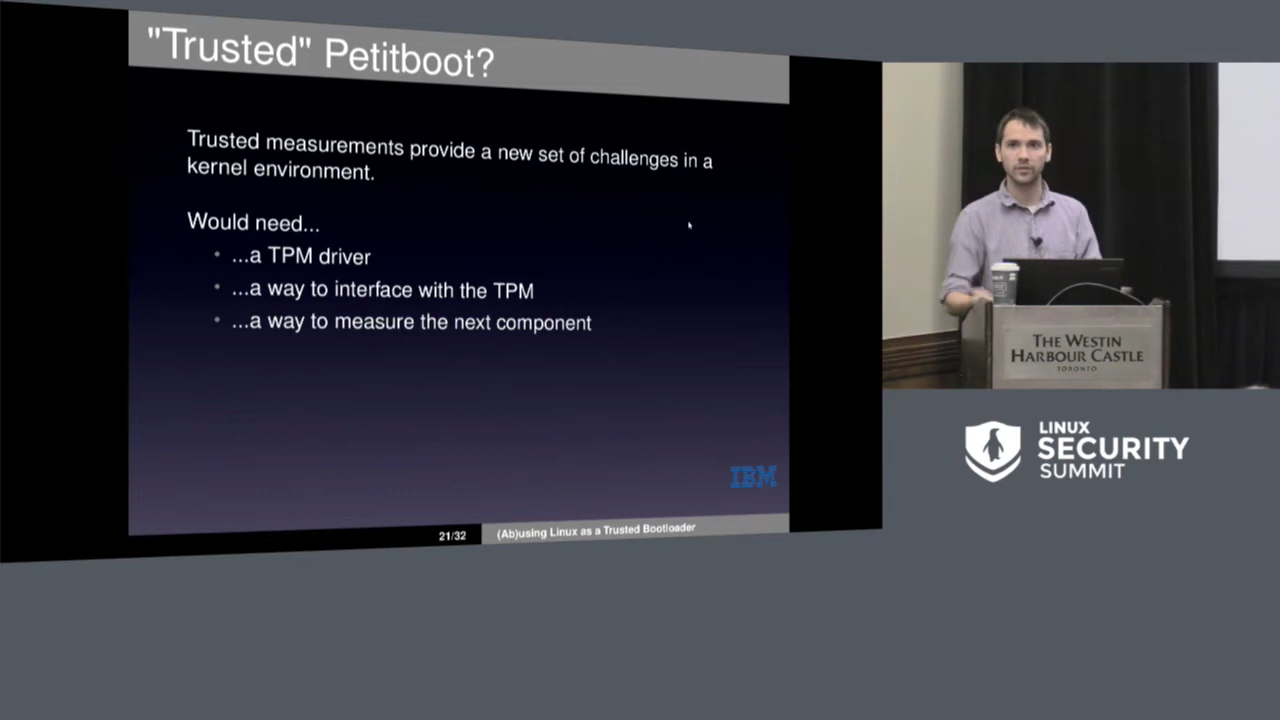 "Trusted" Petitboot?
Trusted measurements provide a new set of challenges in a
kernel environment.
Would need...
...a TPM driver
...a way to interface with the TPM
...a way to measure the next component
IBM
21/32
(Ab)using Linux as a Trusted Bootloader
THE WESTIN
HARBOUR CASTLE
TORONTO
LINUX
SECURITY
SUMMIT